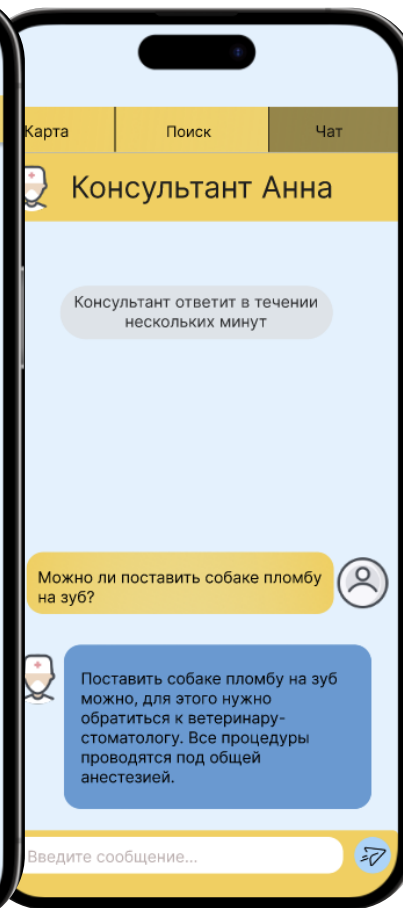 Карта
Поиск
Чат
Консультант Анна
Консультант ответит в течении
нескольких минут
Можно ли поставить собаке пломбу
на зуб?
Поставить собаке пломбу на зуб
можно, для этого нужно
обратиться к ветеринару-
стоматологу. Все процедуры
проводятся под общей
анестезией.
Введите сообщение...